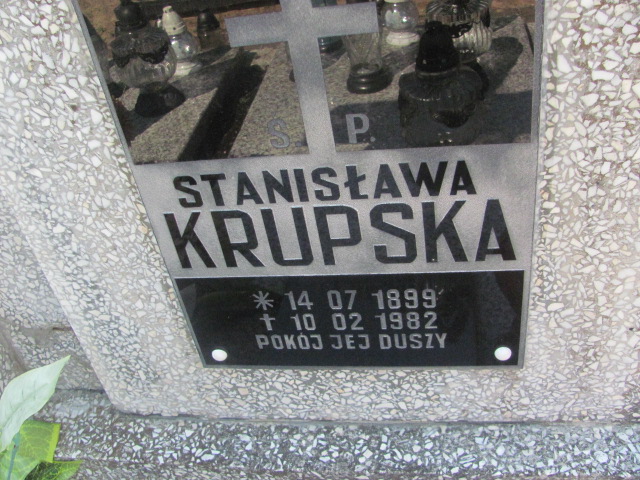 Ś. P.
STANISŁAWA
KRUPSKA
* 14 07 1899
✝ 10 02 1982
POKÓJ JEJ DUSZY